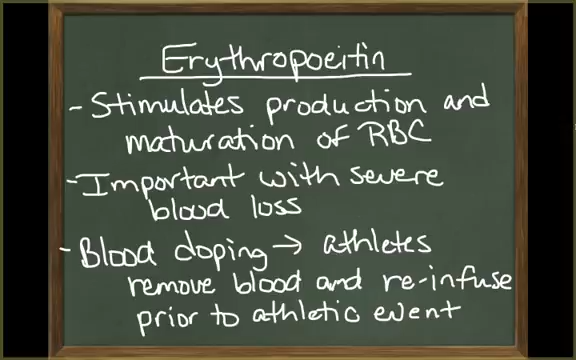 Erythropoeitin
- Stimulates production and
maturation of RBC
- Important with severe
blood loss
- Blood doping → athletes
remove blood and re-infuse
prior to athletic event